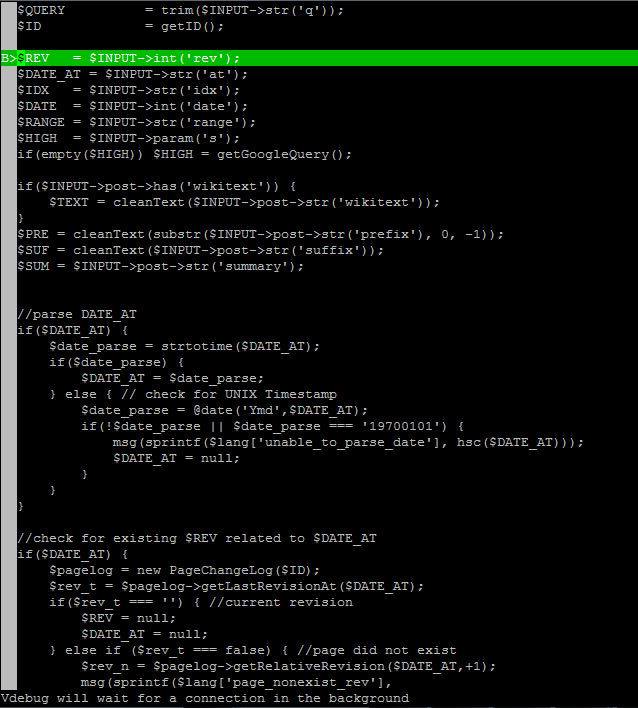 $QUERY          = trim($INPUT->str('q'));
$ID             = getID();
B>$REV   = $INPUT->int('rev');
$DATE_AT = $INPUT->str('at');
$IDX   = $INPUT->str('idx');
$DATE  = $INPUT->int('date');
$RANGE = $INPUT->str('range');
$HIGH  = $INPUT->param('s');
if(empty($HIGH)) $HIGH = getGoogleQuery();
if($INPUT->post->has('wikitext')) {
    $TEXT = cleanText($INPUT->post->str('wikitext'));
}
$PRE = cleanText(substr($INPUT->post->str('prefix'), 0, -1));
$SUF = cleanText($INPUT->post->str('suffix'));
$SUM = $INPUT->post->str('summary');
//parse DATE_AT
if($DATE_AT) {
    $date_parse = strtotime($DATE_AT);
    if($date_parse) {
        $DATE_AT = $date_parse;
    } else { // check for UNIX Timestamp
        $date_parse = @date('Ymd',$DATE_AT);
        if(!$date_parse || $date_parse === '19700101') {
            msg(sprintf($lang['unable_to_parse_date'], hsc($DATE_AT)));
            $DATE_AT = null;
        }
    }
}
//check for existing $REV related to $DATE_AT
if($DATE_AT) {
    $pagelog = new PageChangeLog($ID);
    $rev_t = $pagelog->getLastRevisionAt($DATE_AT);
    if($rev_t === '') { //current revision
        $REV = null;
        $DATE_AT = null;
    } else if ($rev_t === false) { //page did not exist
        $rev_n = $pagelog->getRelativeRevision($DATE_AT,+1);
        msg(sprintf($lang['page_nonexist_rev'],
Vdebug will wait for a connection in the background